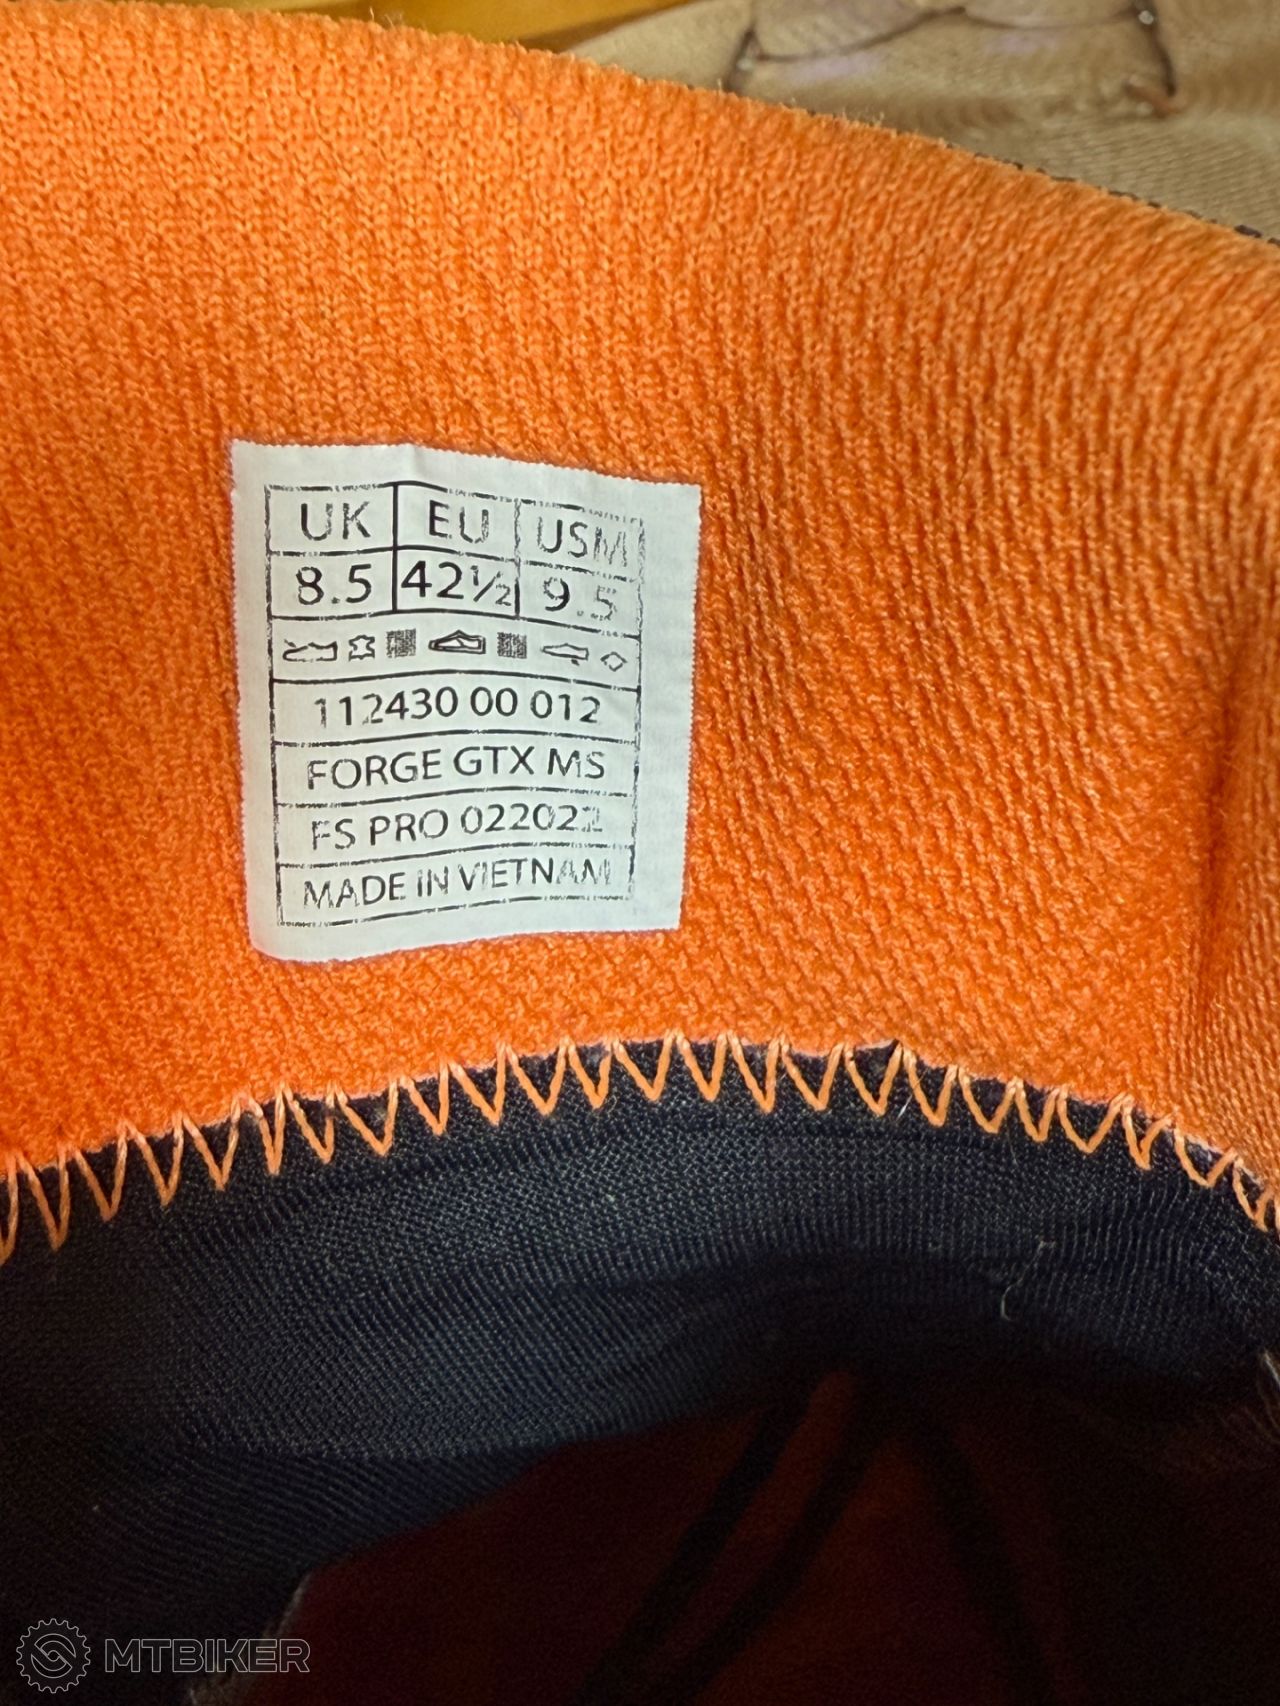 UK EU USM
8.5 42½ 9.5
112430 00 012
FORGE GTX MS
FS PRO 022022
MADE IN VIETNAM
MTBIKER